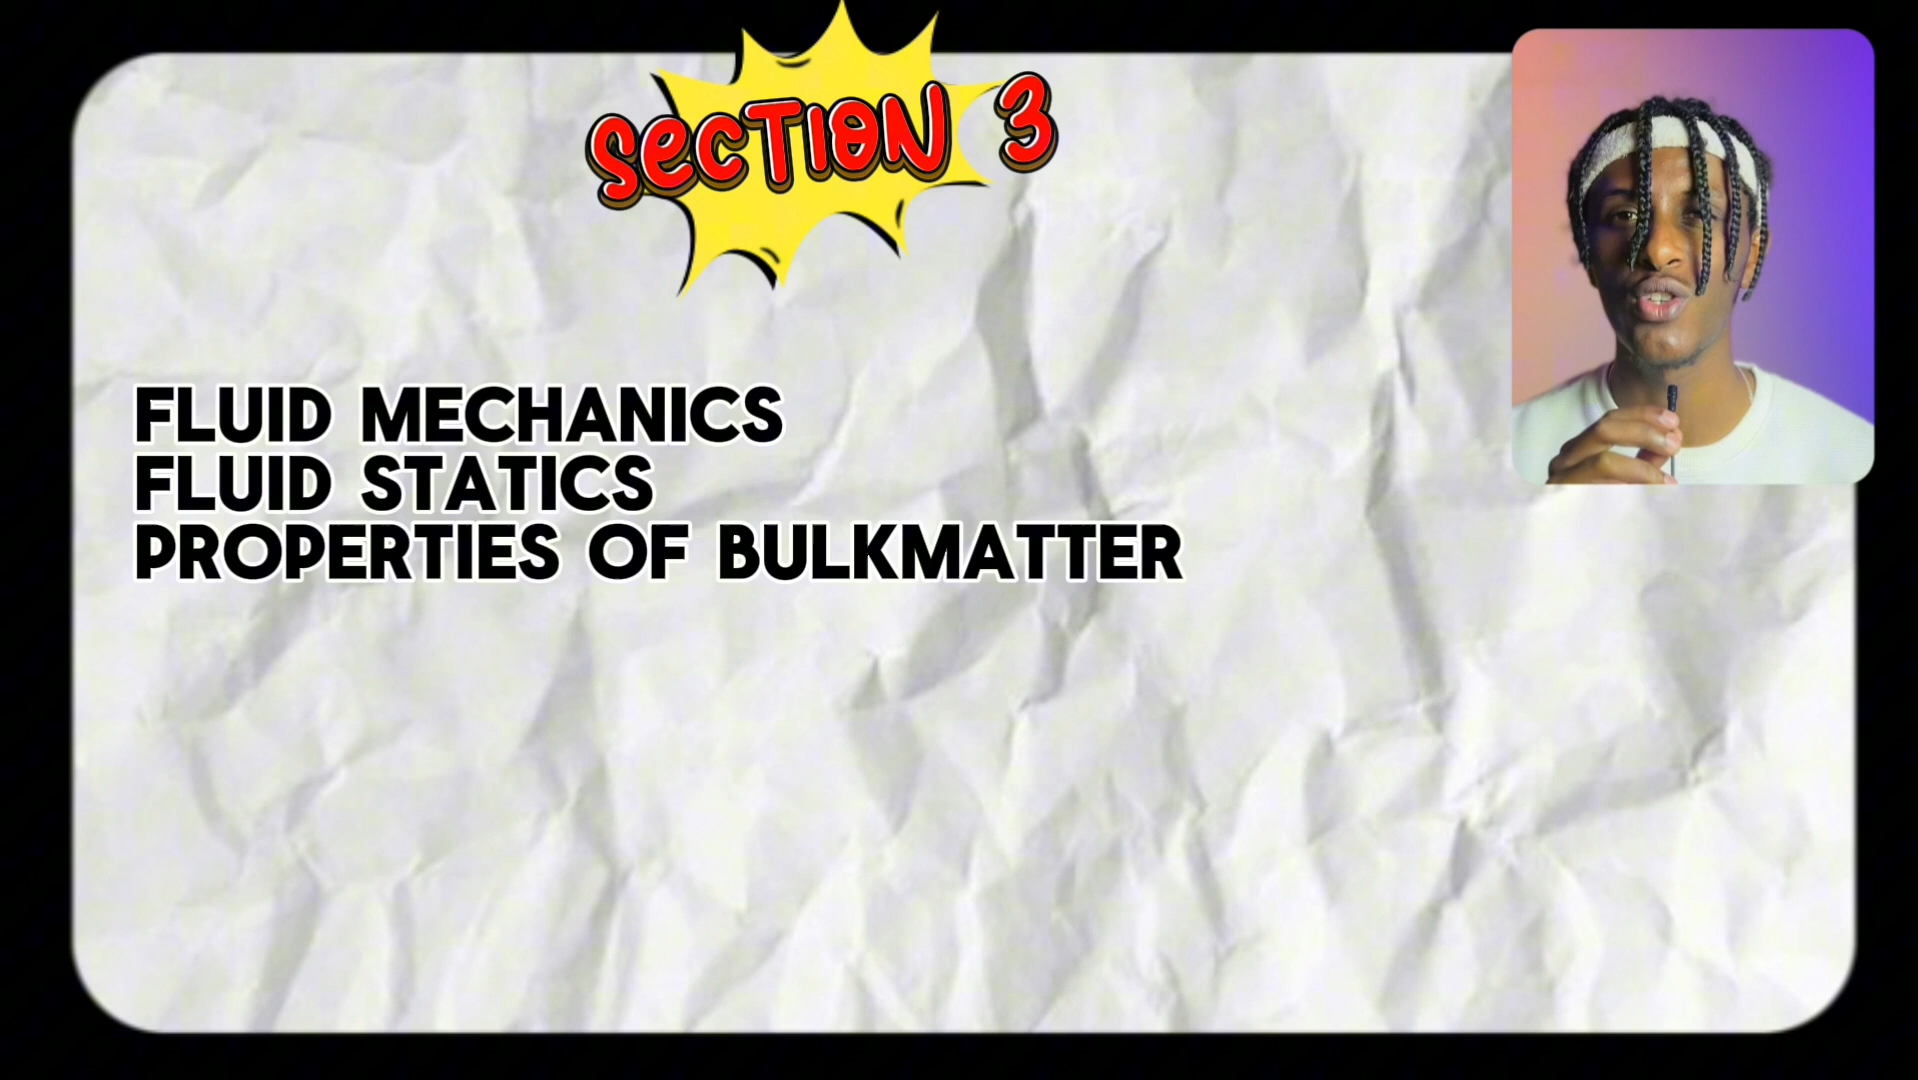 SECTION 3
FLUID MECHANICS
FLUID STATICS
PROPERTIES OF BULKMATTER